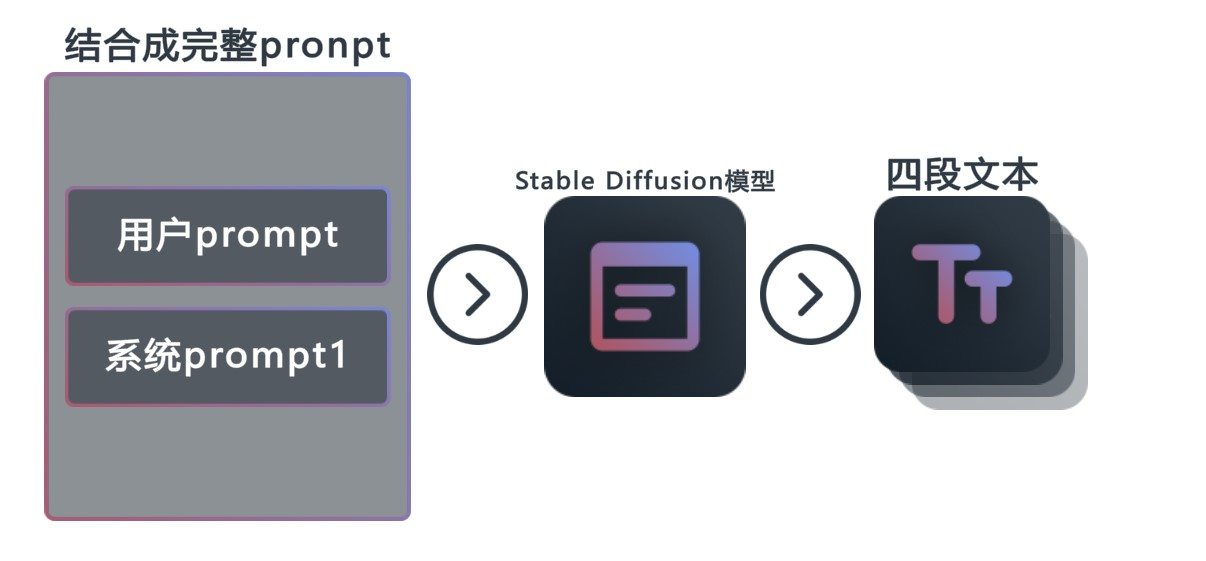 结合成完整pronpt
用户prompt
系统prompt1
Stable Diffusion模型
四段文本
TT